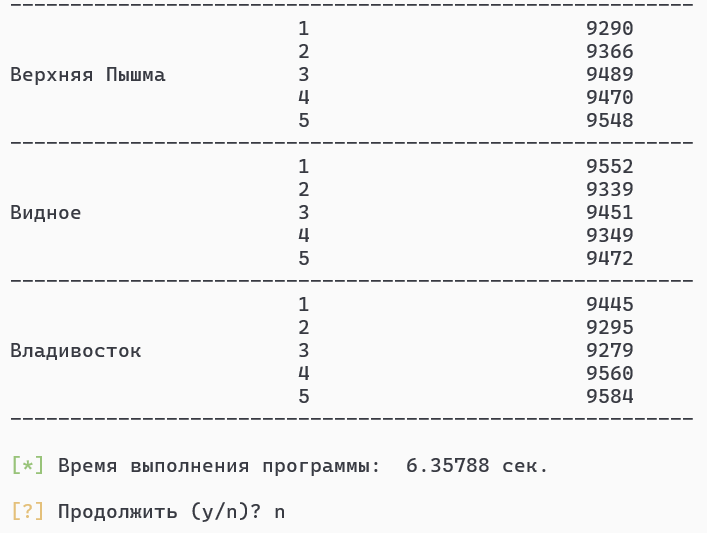 1 9290
2 9366
Верхняя Пышма 3 9489
4 9470
5 9548
1 9552
2 9339
Видное 3 9451
4 9349
5 9472
1 9445
2 9295
Владивосток 3 9279
4 9560
5 9584
[*] Время выполнения программы: 6.35788 сек.
[?] Продолжить (y/n)? n